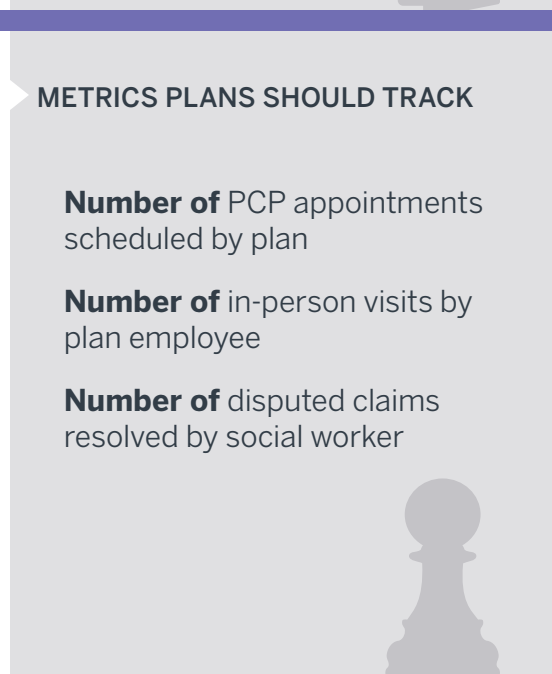 METRICS PLANS SHOULD TRACK
Number of PCP appointments
scheduled by plan
Number of in-person visits by
plan employee
Number of disputed claims
resolved by social worker